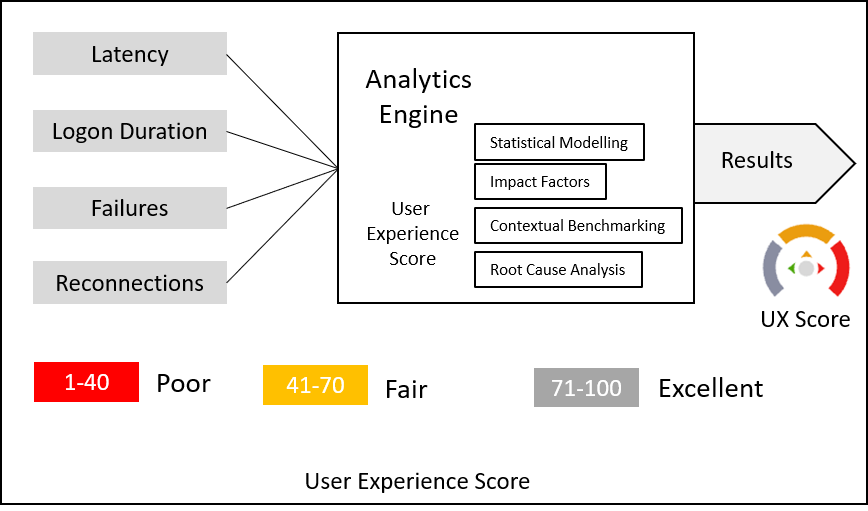 Latency
Logon Duration
Failures
Reconnections
Analytics
Engine
User
Experience
Score
Statistical Modelling
Impact Factors
Contextual Benchmarking
Root Cause Analysis
Results
UX Score
1-40
Poor
41-70
Fair
71-100
Excellent
User Experience Score